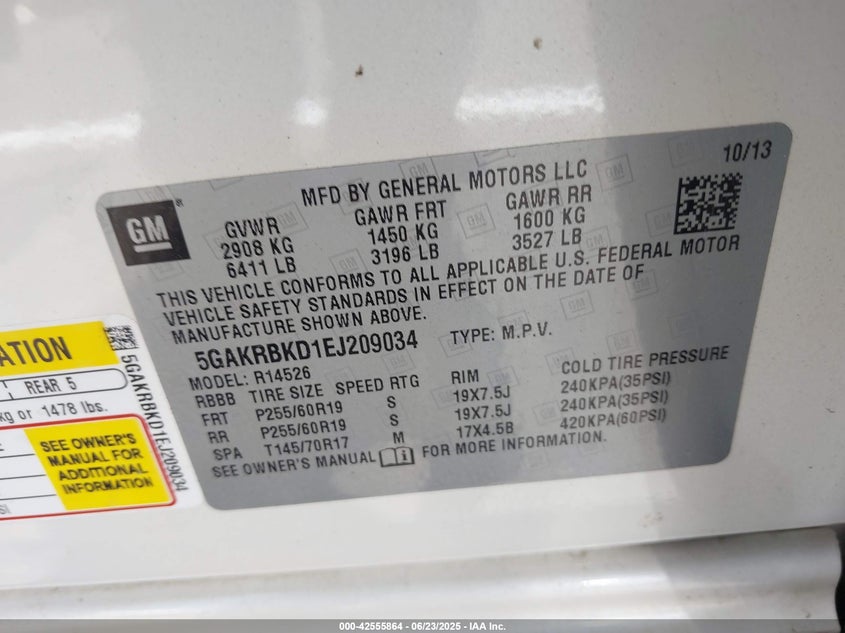 10/13
MFD BY GENERAL MOTORS LLC
GM
GVWR GAWR FRT GAWR RR
2908 KG 1450 KG 1600 KG
6411 LB 3196 LB 3527 LB
THIS VEHICLE CONFORMS TO ALL APPLICABLE U.S. FEDERAL MOTOR
VEHICLE SAFETY STANDARDS IN EFFECT ON THE DATE OF
MANUFACTURE SHOWN ABOVE.
5GAKRBKD1EJ209034 TYPE: M.P.V.
MODEL: R14526
RBBB TIRE SIZE SPEED RTG RIM COLD TIRE PRESSURE
FRT P255/60R19 S 19X7.5J 240KPA(35PSI)
RR P255/60R19 S 19X7.5J 240KPA(35PSI)
SPA T145/70R17 M 17X4.5B 420KPA(60PSI)
SEE OWNER'S MANUAL FOR MORE INFORMATION.
REAR 5
kg or 1478 lbs.
SEE OWNER'S
MANUAL FOR
ADDITIONAL
INFORMATION
5GAKRBKD1EJ209034
000-42555864 - 06/23/2025 - IAA Inc.